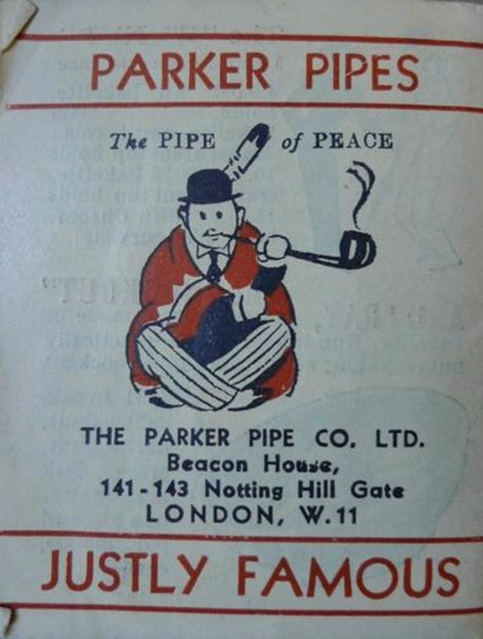 PARKER PIPES
The PIPE of PEACE
THE PARKER PIPE CO. LTD.
Beacon House,
141-143 Notting Hill Gate
LONDON, W.11
JUSTLY FAMOUS